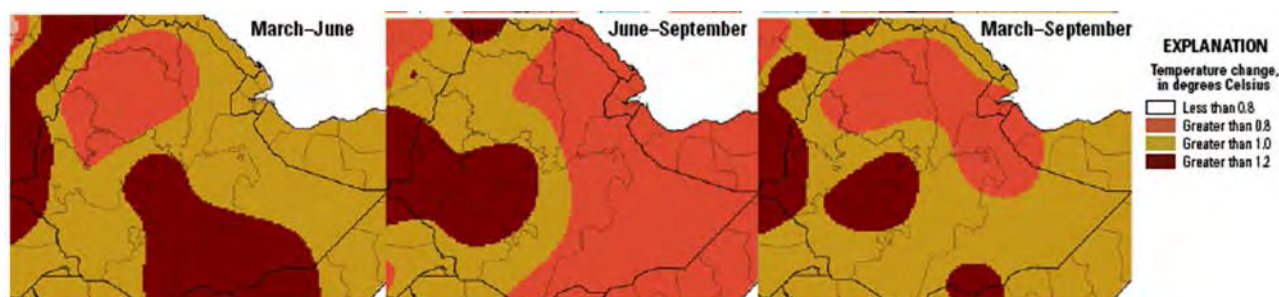 March–June
June–September
March–September
EXPLANATION
Temperature change,
in degrees Celsius
Less than 0.8
Greater than 0.8
Greater than 1.0
Greater than 1.2